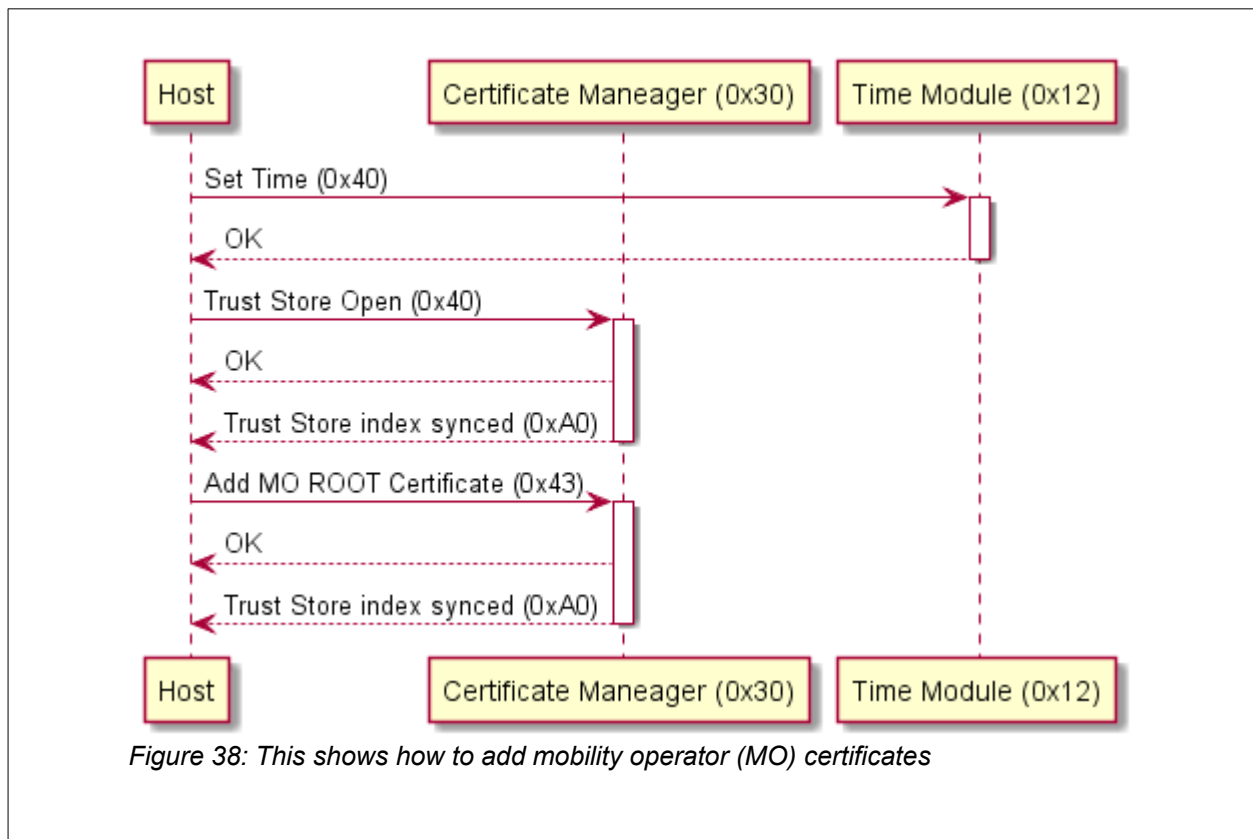 Host
Certificate Maneager (0x30)
Time Module (0x12)
Set Time (0x40)
OK
Trust Store Open (0x40)
OK
Trust Store index synced (0xA0)
Add MO ROOT Certificate (0x43)
OK
Trust Store index synced (0xA0)
Host
Certificate Maneager (0x30)
Time Module (0x12)
Figure 38: This shows how to add mobility operator (MO) certificates